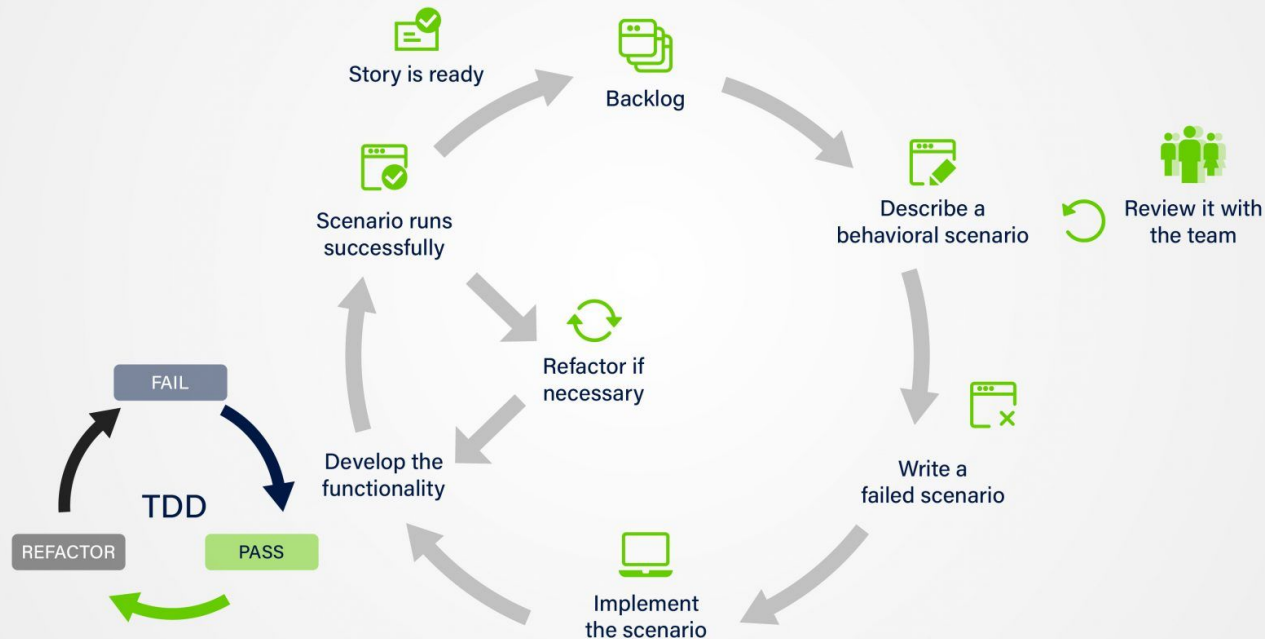 Story is ready
Backlog
Scenario runs
successfully
Describe a
behavioral scenario
Review it with
the team
Refactor if
necessary
FAIL
Develop the
functionality
TDD
REFACTOR
PASS
Write a
failed scenario
Implement
the scenario